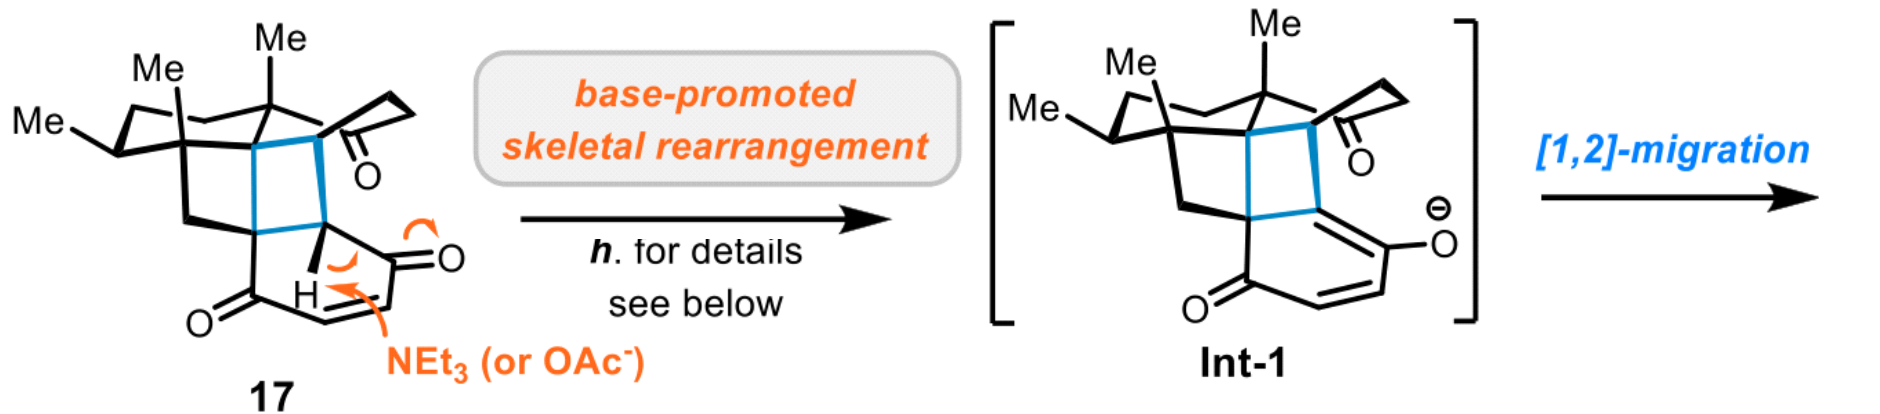 Me
Me
Me
O
H
O
O
NEt3 (or OAc-)
17
base-promoted
skeletal rearrangement
h. for details
see below
Me
Me
Me
O
⊖
O
O
Int-1
[1,2]-migration